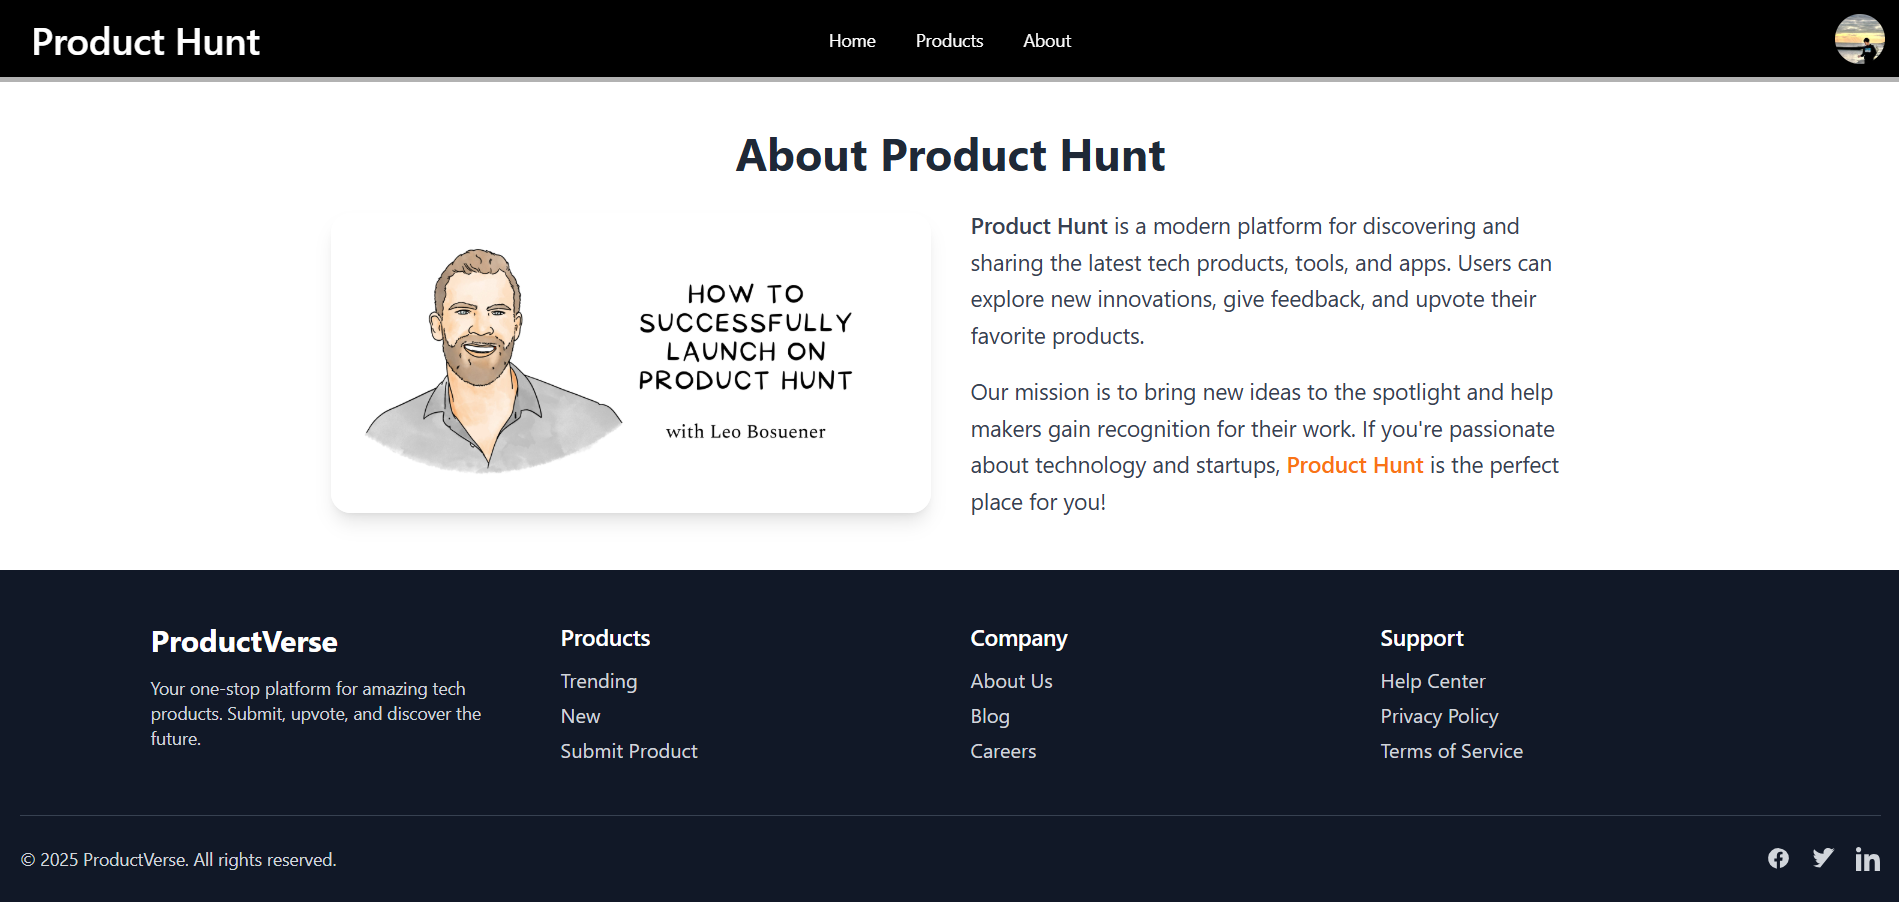 Product Hunt
Home
Products
About
About Product Hunt
HOW TO
SUCCESSFULLY
LAUNCH ON
PRODUCT HUNT
with Leo Bosuener
Product Hunt is a modern platform for discovering and
sharing the latest tech products, tools, and apps. Users can
explore new innovations, give feedback, and upvote their
favorite products.
Our mission is to bring new ideas to the spotlight and help
makers gain recognition for their work. If you're passionate
about technology and startups, Product Hunt is the perfect
place for you!
ProductVerse
Your one-stop platform for amazing tech
products. Submit, upvote, and discover the
future.
Products
Trending
New
Submit Product
Company
About Us
Blog
Careers
Support
Help Center
Privacy Policy
Terms of Service
© 2025 ProductVerse. All rights reserved.